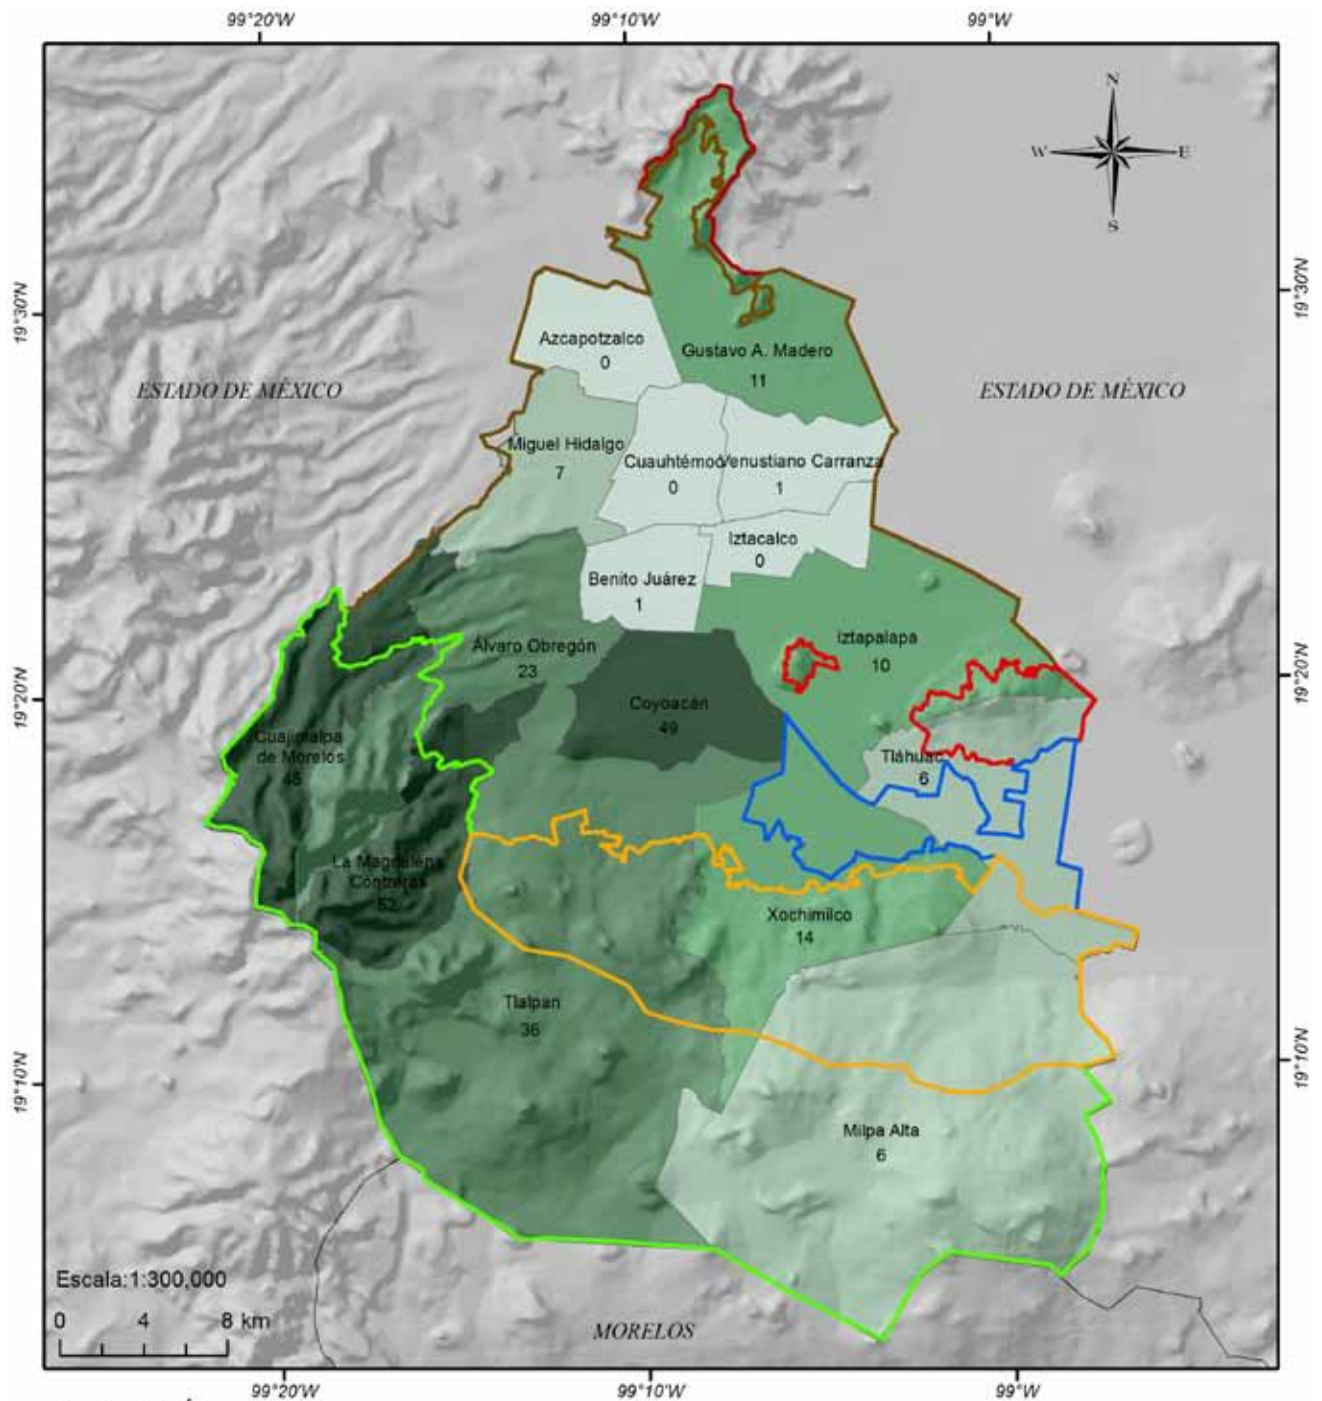 99°20'W 99°10'W 99°W
N
W E
S
19°30'N
19°30'N
Azcapotzalco
0
Gustavo A. Madero
11
ESTADO DE MÉXICO
ESTADO DE MÉXICO
Miguel Hidalgo
7
Cuauhtémoc
0
Venustiano Carranza
1
Iztacalco
0
Benito Juárez
1
Álvaro Obregón
23
Iztapalapa
10
19°20'N
19°20'N
Coyoacán
49
Cuajimalpa
de Morelos
Tláhuac
6
La Magdalena
Contreras
52
Xochimilco
14
Tlalpan
36
19°10'N
19°10'N
Milpa Alta
6
Escala:1:300,000
0 4 8 km
MORELOS
99°20'W 99°10'W 99°W